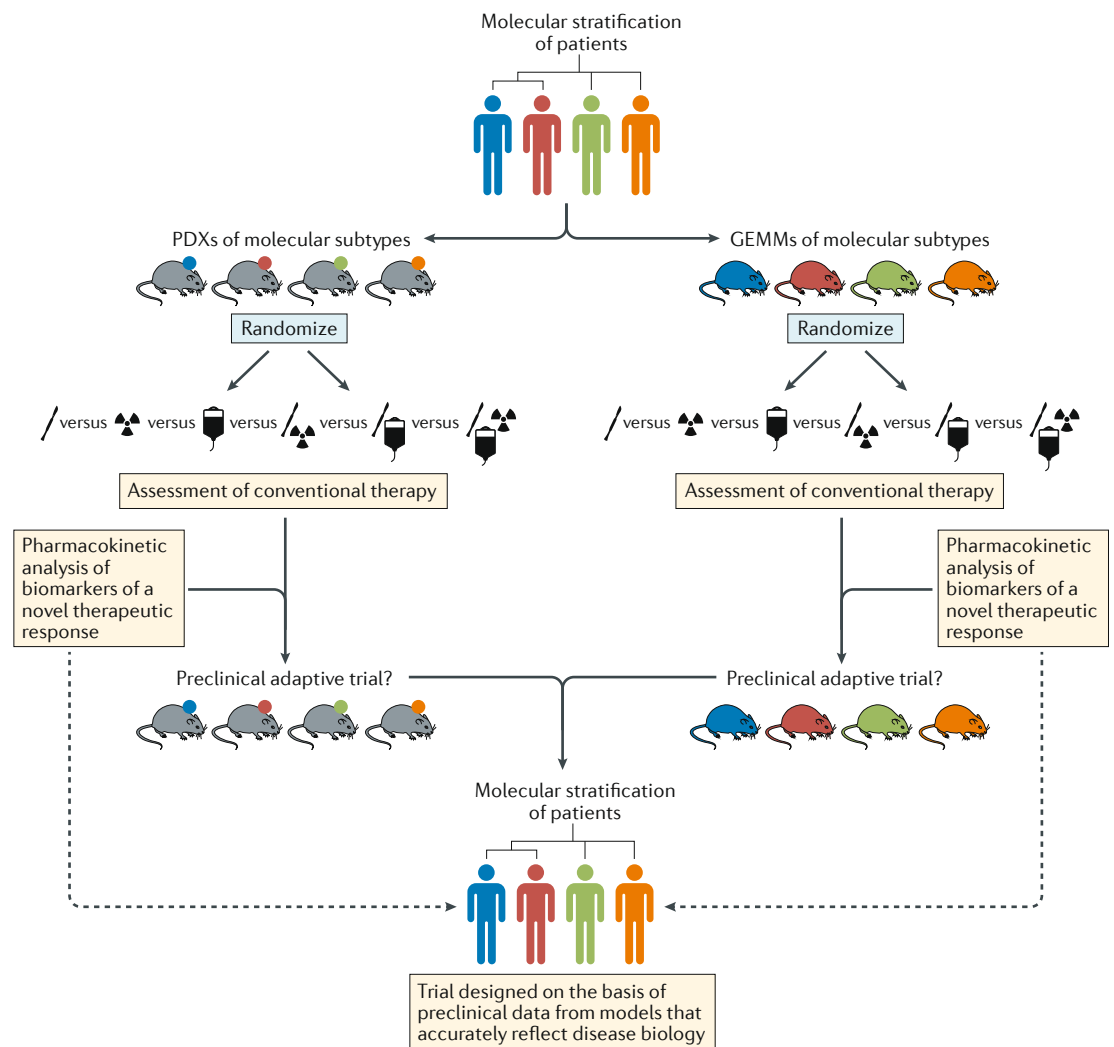 Molecular stratification
of patients
PDXs of molecular subtypes
GEMMs of molecular subtypes
Randomize
Randomize
versus versus versus versus versus
versus versus versus versus versus
Assessment of conventional therapy
Assessment of conventional therapy
Pharmacokinetic
analysis of
biomarkers of a
novel therapeutic
response
Pharmacokinetic
analysis of
biomarkers of a
novel therapeutic
response
Preclinical adaptive trial?
Preclinical adaptive trial?
Molecular stratification
of patients
Trial designed on the basis of
preclinical data from models that
accurately reflect disease biology